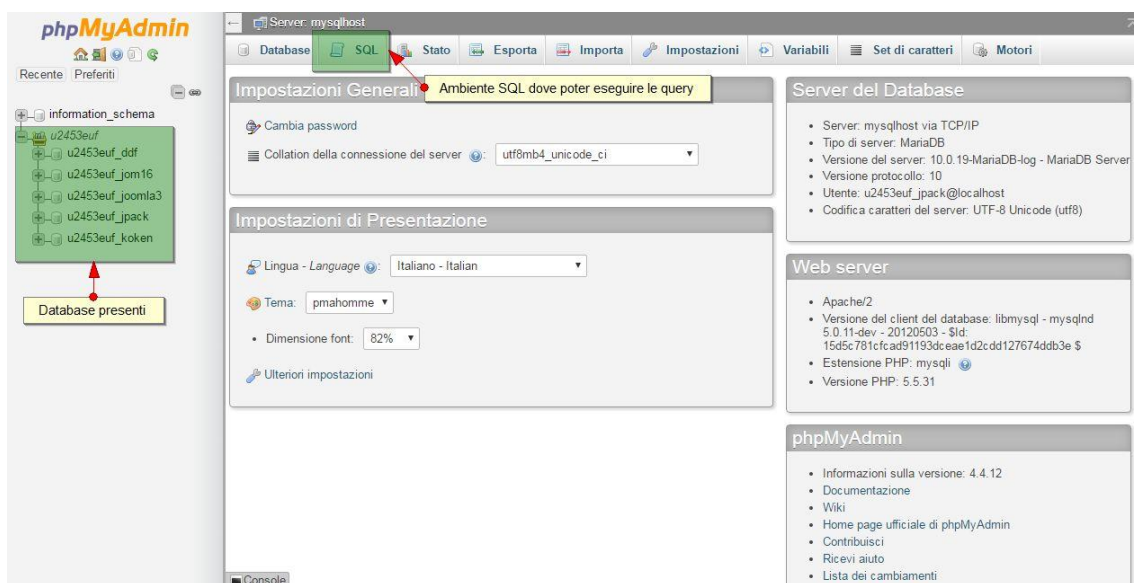 phpMyAdmin
Recente Preferiti
information_schema
u2453euf
u2453euf_ddf
u2453euf_jom16
u2453euf_joomla3
u2453euf_jpack
u2453euf_koken
Database presenti
Server: mysqlhost
Database SQL Stato Esporta Importa Impostazioni Variabili Set di caratteri Motori
Ambiente SQL dove poter eseguire le query
Impostazioni Generali
Cambia password
Collation della connessione del server : utf8mb4_unicode_ci
Impostazioni di Presentazione
Lingua - Language : Italiano - Italian
Tema: pmahomme
• Dimensione font: 82%
Ulteriori impostazioni
Console
Server del Database
• Server: mysqlhost via TCP/IP
• Tipo di server: MariaDB
• Versione del server: 10.0.19-MariaDB-log - MariaDB Server
• Versione protocollo: 10
• Utente: u2453euf_jpack@localhost
• Codifica caratteri del server: UTF-8 Unicode (utf8)
Web server
• Apache/2
• Versione del client del database: libmysql - mysqlnd
5.0.11-dev - 20120503 - $Id:
15d5c781cfcad91193dceae1d2cdd127674ddb3e $
• Estensione PHP: mysqli
• Versione PHP: 5.5.31
phpMyAdmin
• Informazioni sulla versione: 4.4.12
• Documentazione
• Wiki
• Home page ufficiale di phpMyAdmin
• Contribuisci
• Ricevi aiuto
• Lista dei cambiamenti